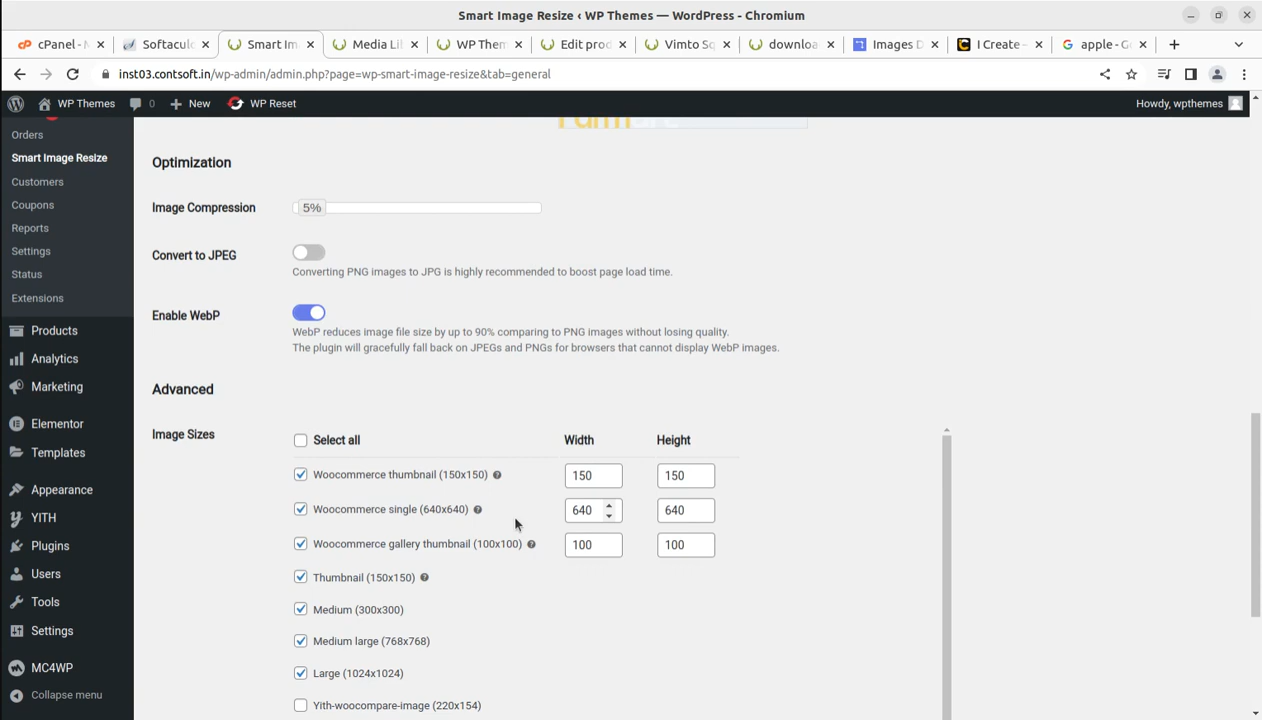 Smart Image Resize ‹ WP Themes — WordPress - Chromium
cPanel - M
Softacul
Smart Im
Media Li
WP Them
Edit prod
Vimto Sq
downloa
Images D
I Create -
apple - G
inst03.contsoft.in/wp-admin/admin.php?page=wp-smart-image-resize&tab=general
WP Themes
0
New
WP Reset
Howdy, wpthemes
Orders
Smart Image Resize
Customers
Coupons
Reports
Settings
Status
Extensions
Products
Analytics
Marketing
Elementor
Templates
Appearance
YITH
Plugins
Users
Tools
Settings
MC4WP
Collapse menu
Optimization
Image Compression
5%
Convert to JPEG
Converting PNG images to JPG is highly recommended to boost page load time.
Enable WebP
WebP reduces image file size by up to 90% comparing to PNG images without losing quality.
The plugin will gracefully fall back on JPEGs and PNGs for browsers that cannot display WebP images.
Advanced
Image Sizes
Select all Width Height
Woocommerce thumbnail (150x150) 150 150
Woocommerce single (640x640) 640 640
Woocommerce gallery thumbnail (100x100) 100 100
Thumbnail (150x150)
Medium (300x300)
Medium large (768x768)
Large (1024x1024)
Yith-woocompare-image (220x154)